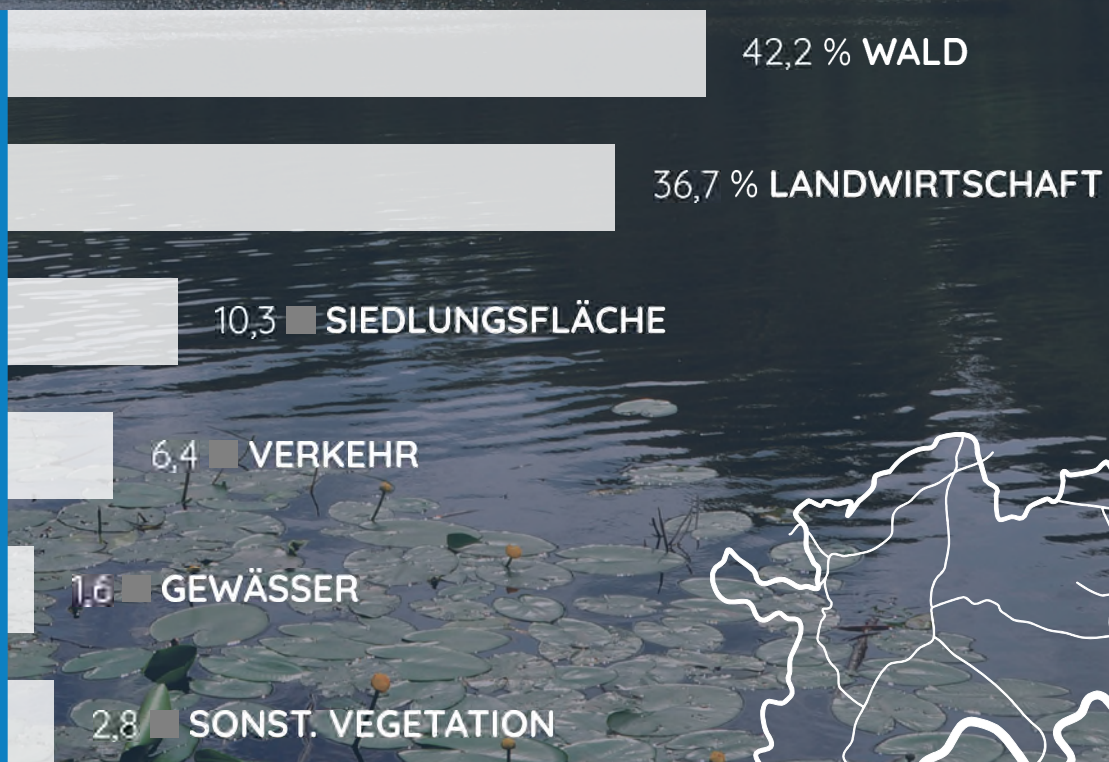 42,2 % WALD
36,7 % LANDWIRTSCHAFT
10,3 SIEDLUNGSFLÄCHE
6,4 VERKEHR
1,6 GEWÄSSER
2,8 SONST. VEGETATION